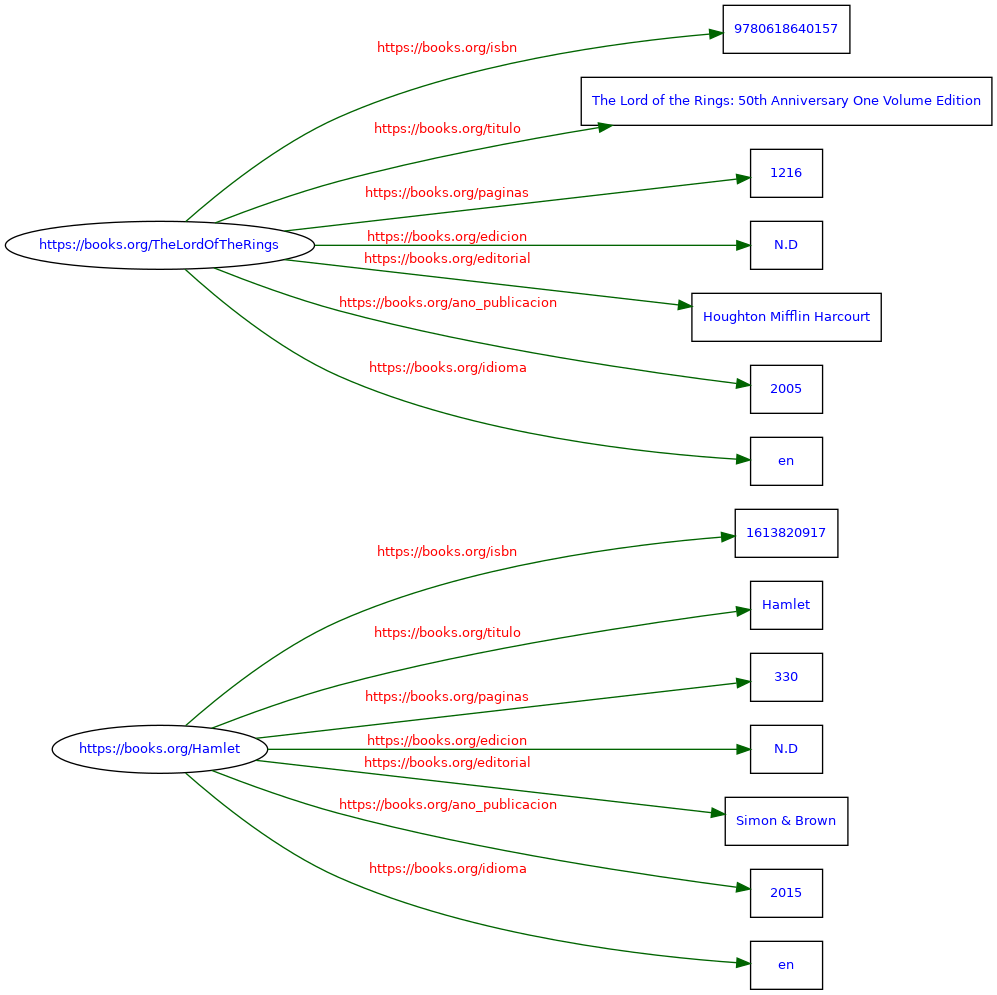 https://books.org/isbn
9780618640157
https://books.org/titulo
The Lord of the Rings: 50th Anniversary One Volume Edition
https://books.org/paginas
1216
https://books.org/TheLordOfTheRings
https://books.org/edicion
N.D
https://books.org/editorial
Houghton Mifflin Harcourt
https://books.org/ano_publicacion
2005
https://books.org/idioma
en
https://books.org/isbn
1613820917
https://books.org/titulo
Hamlet
https://books.org/paginas
330
https://books.org/Hamlet
https://books.org/edicion
N.D
https://books.org/editorial
Simon & Brown
https://books.org/ano_publicacion
2015
https://books.org/idioma
en